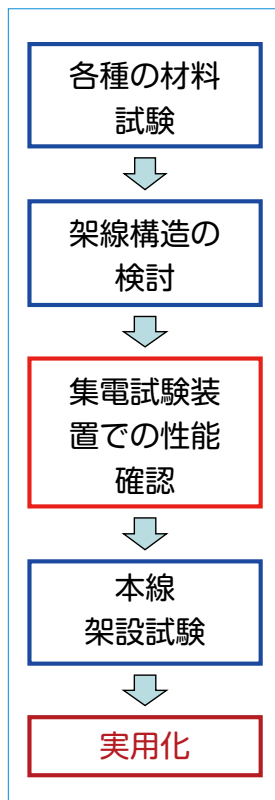 各種の材料
試験
架線構造の
検討
集電試験装
置での性能
確認
本線
架設試験
実用化